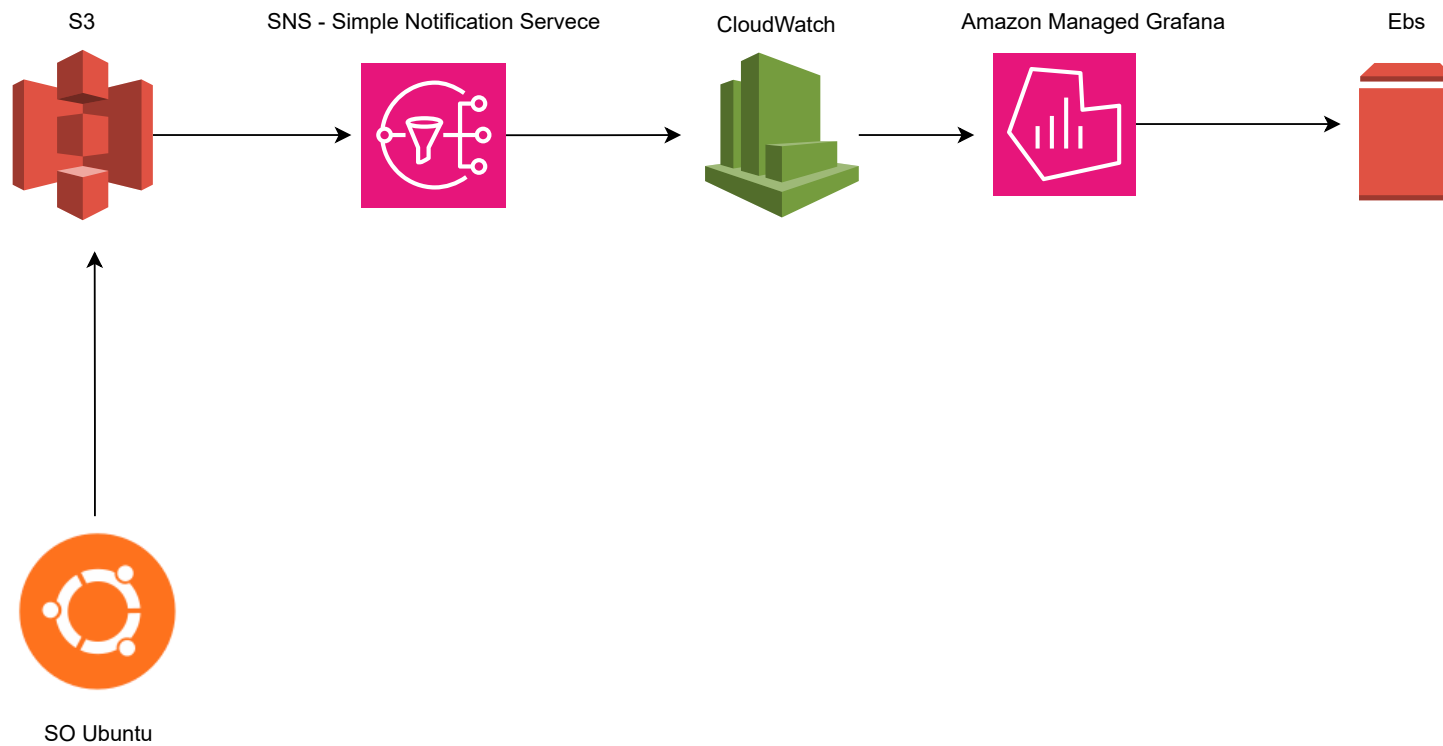 S3
SNS - Simple Notification Servece
CloudWatch
Amazon Managed Grafana
Ebs
SO Ubuntu